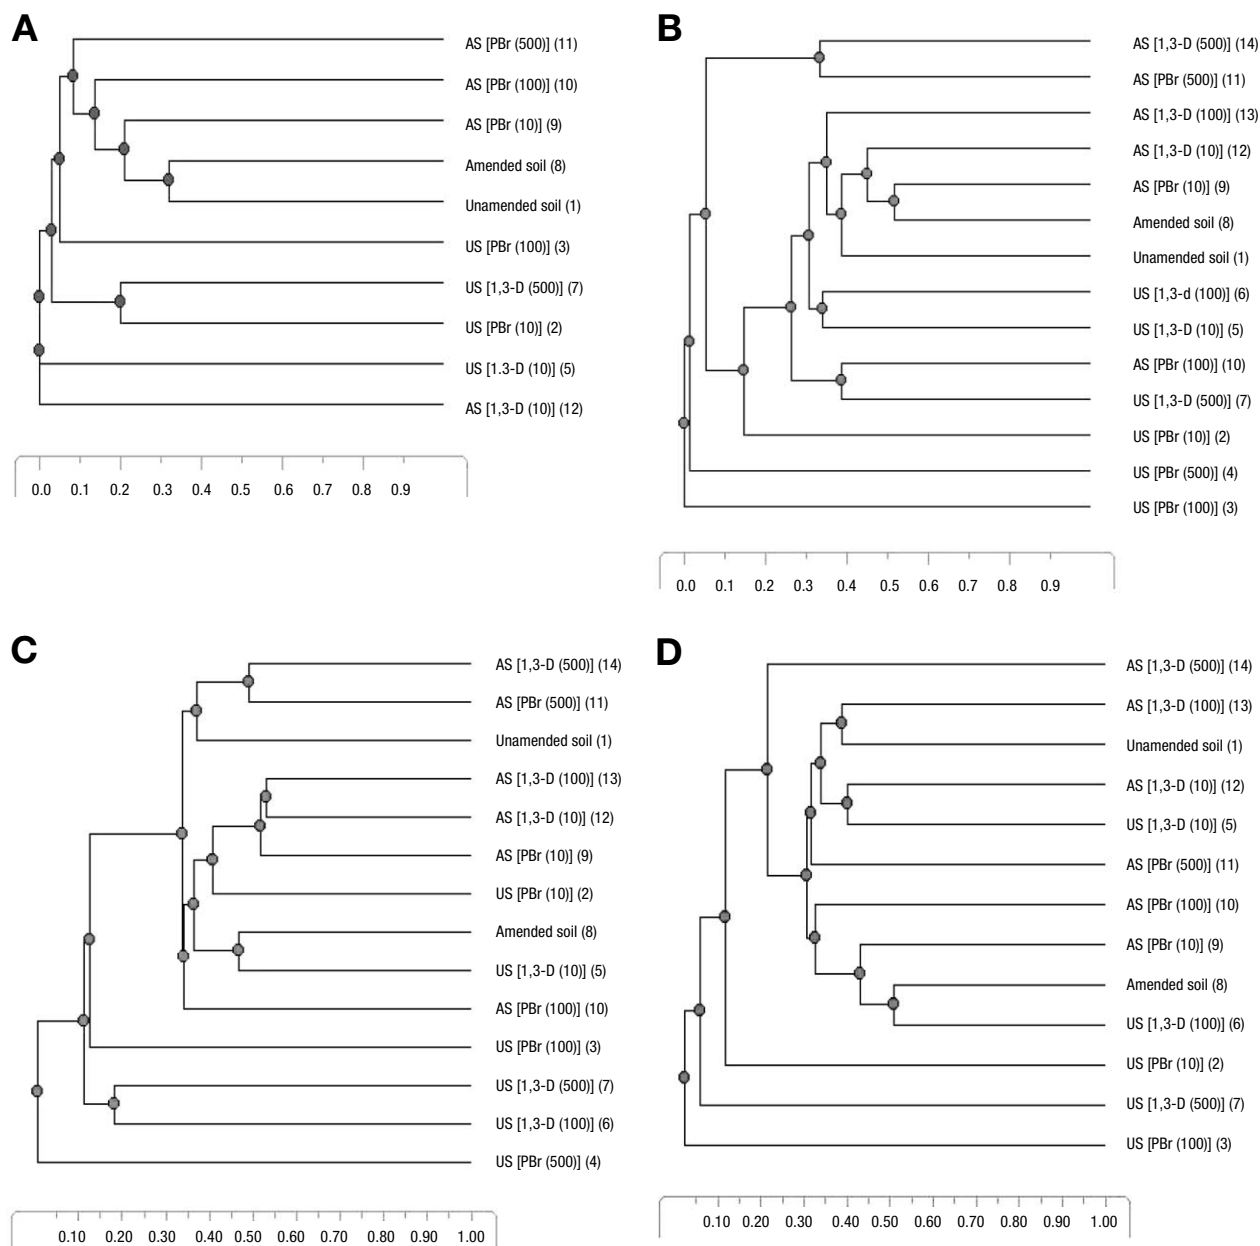 A
AS [PBr (500)] (11)
AS [PBr (100)] (10)
AS [PBr (10)] (9)
Amended soil (8)
Unamended soil (1)
US [PBr (100)] (3)
US [1,3-D (500)] (7)
US [PBr (10)] (2)
US [1.3-D (10)] (5)
AS [1,3-D (10)] (12)
0.0 0.1 0.2 0.3 0.4 0.5 0.6 0.7 0.8 0.9
B
AS [1,3-D (500)] (14)
AS [PBr (500)] (11)
AS [1,3-D (100)] (13)
AS [1,3-D (10)] (12)
AS [PBr (10)] (9)
Amended soil (8)
Unamended soil (1)
US [1,3-d (100)] (6)
US [1,3-D (10)] (5)
AS [PBr (100)] (10)
US [1,3-D (500)] (7)
US [PBr (10)] (2)
US [PBr (500)] (4)
US [PBr (100)] (3)
0.0 0.1 0.2 0.3 0.4 0.5 0.6 0.7 0.8 0.9
C
AS [1,3-D (500)] (14)
AS [PBr (500)] (11)
Unamended soil (1)
AS [1,3-D (100)] (13)
AS [1,3-D (10)] (12)
AS [PBr (10)] (9)
US [PBr (10)] (2)
Amended soil (8)
US [1,3-D (10)] (5)
AS [PBr (100)] (10)
US [PBr (100)] (3)
US [1,3-D (500)] (7)
US [1,3-D (100)] (6)
US [PBr (500)] (4)
0.10 0.20 0.30 0.40 0.50 0.60 0.70 0.80 0.90 1.00
D
AS [1,3-D (500)] (14)
AS [1,3-D (100)] (13)
Unamended soil (1)
AS [1,3-D (10)] (12)
US [1,3-D (10)] (5)
AS [PBr (500)] (11)
AS [PBr (100)] (10)
AS [PBr (10)] (9)
Amended soil (8)
US [1,3-D (100)] (6)
US [PBr (10)] (2)
US [1,3-D (500)] (7)
US [PBr (100)] (3)
0.10 0.20 0.30 0.40 0.50 0.60 0.70 0.80 0.90 1.00